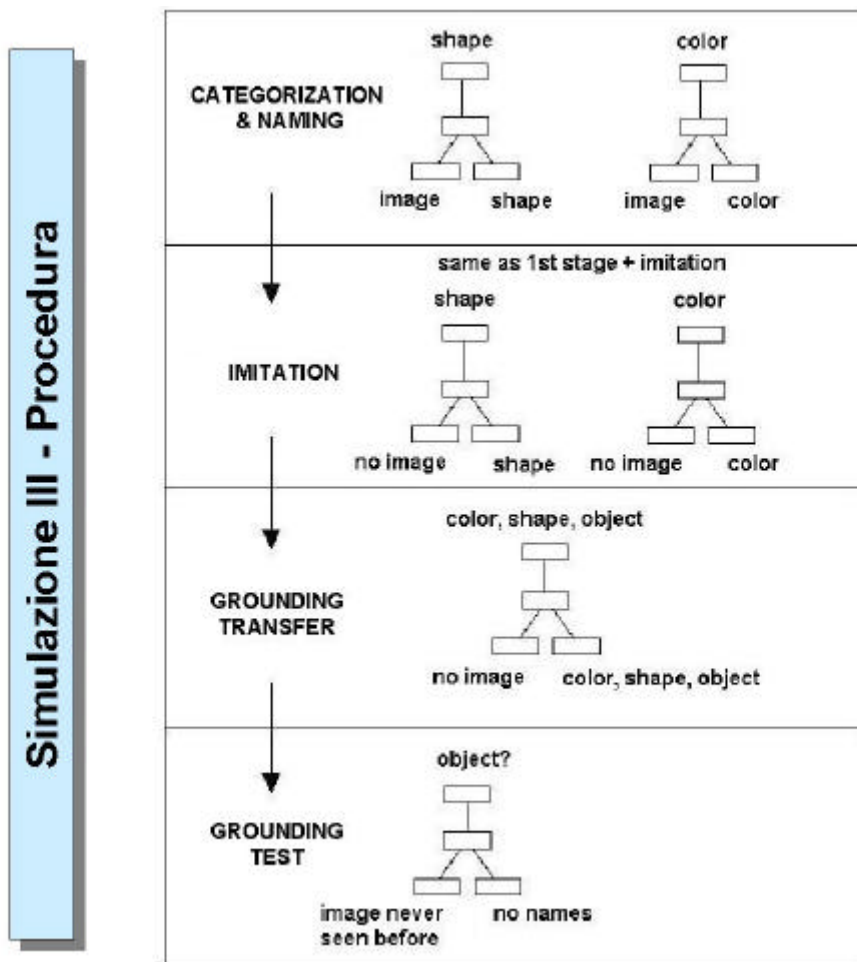 Simulazione III - Procedura
CATEGORIZATION
& NAMING
shape
color
image
shape
image
color
same as 1st stage + imitation
IMITATION
shape
color
no image
shape
no image
color
GROUNDING
TRANSFER
color, shape, object
no image
color, shape, object
GROUNDING
TEST
object?
image never
seen before
no names